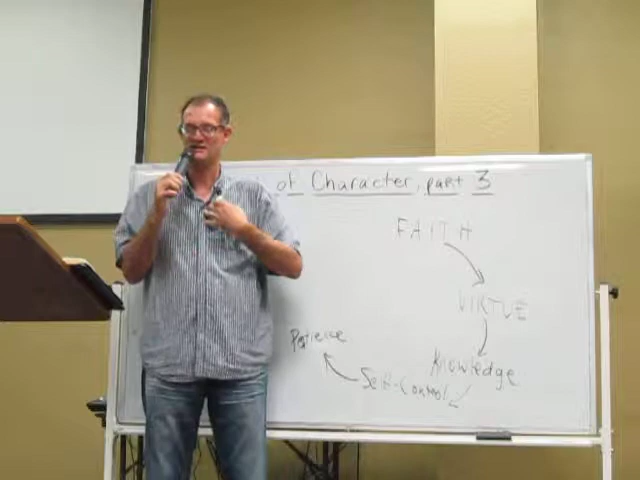 of Character, part 3
FAITH
VIRTUE
Knowledge
Self-Control
Patience